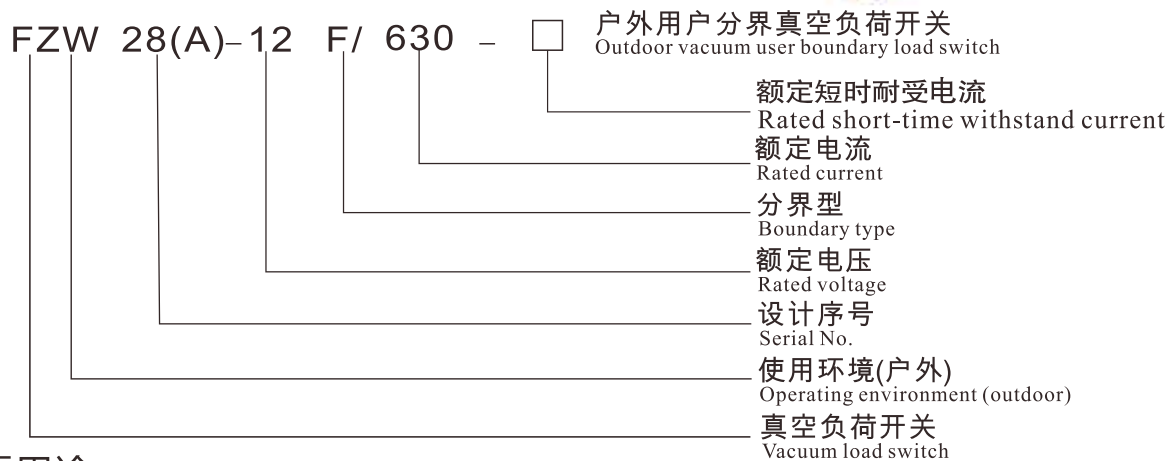 FZW 28(A)–12 F/ 630 – □ 户外用户分界真空负荷开关
Outdoor vacuum user boundary load switch
额定短时耐受电流
Rated short-time withstand current
额定电流
Rated current
分界型
Boundary type
额定电压
Rated voltage
设计序号
Serial No.
使用环境(户外)
Operating environment (outdoor)
真空负荷开关
Vacuum load switch